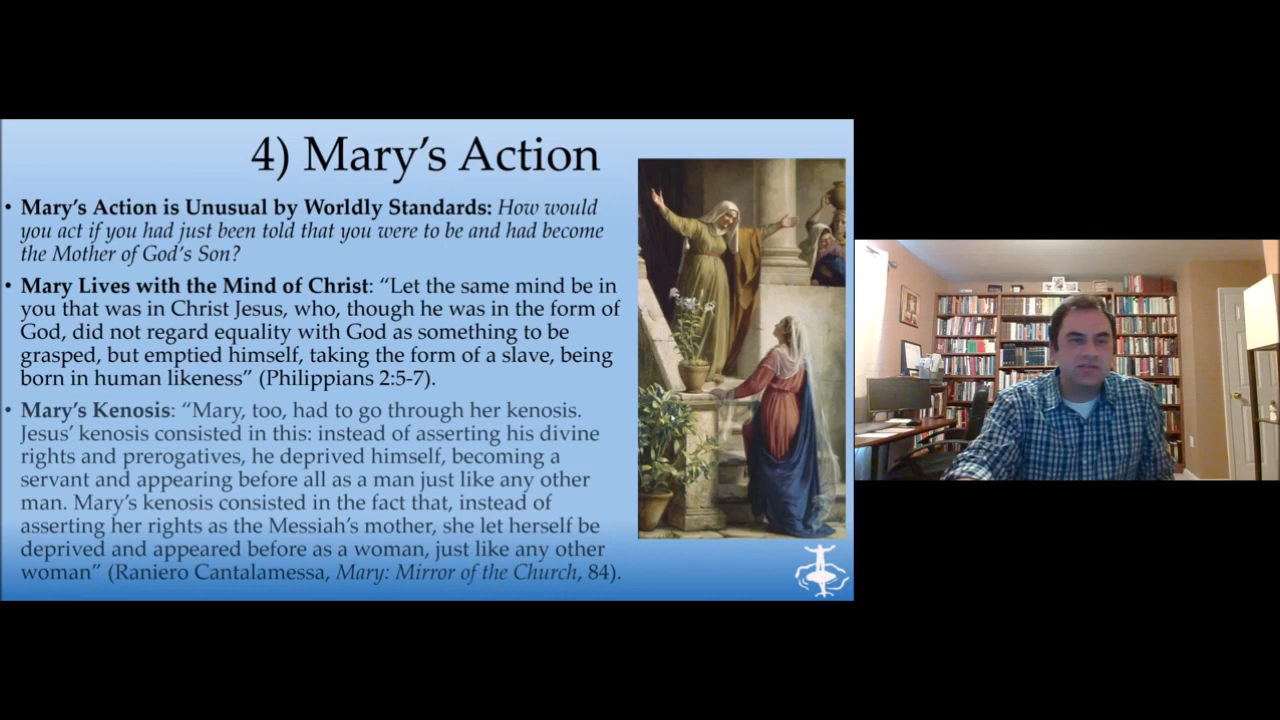 4) Mary's Action
• Mary's Action is Unusual by Worldly Standards: How would
you act if you had just been told that you were to be and had become
the Mother of God's Son?
• Mary Lives with the Mind of Christ: “Let the same mind be in
you that was in Christ Jesus, who, though he was in the form of
God, did not regard equality with God as something to be
grasped, but emptied himself, taking the form of a slave, being
born in human likeness” (Philippians 2:5-7).
• Mary's Kenosis: “Mary, too, had to go through her kenosis.
Jesus' kenosis consisted in this: instead of asserting his divine
rights and prerogatives, he deprived himself, becoming a
servant and appearing before all as a man just like any other
man. Mary's kenosis consisted in the fact that, instead of
asserting her rights as the Messiah's mother, she let herself be
deprived and appeared before as a woman, just like any other
woman” (Raniero Cantalamessa, Mary: Mirror of the Church, 84).